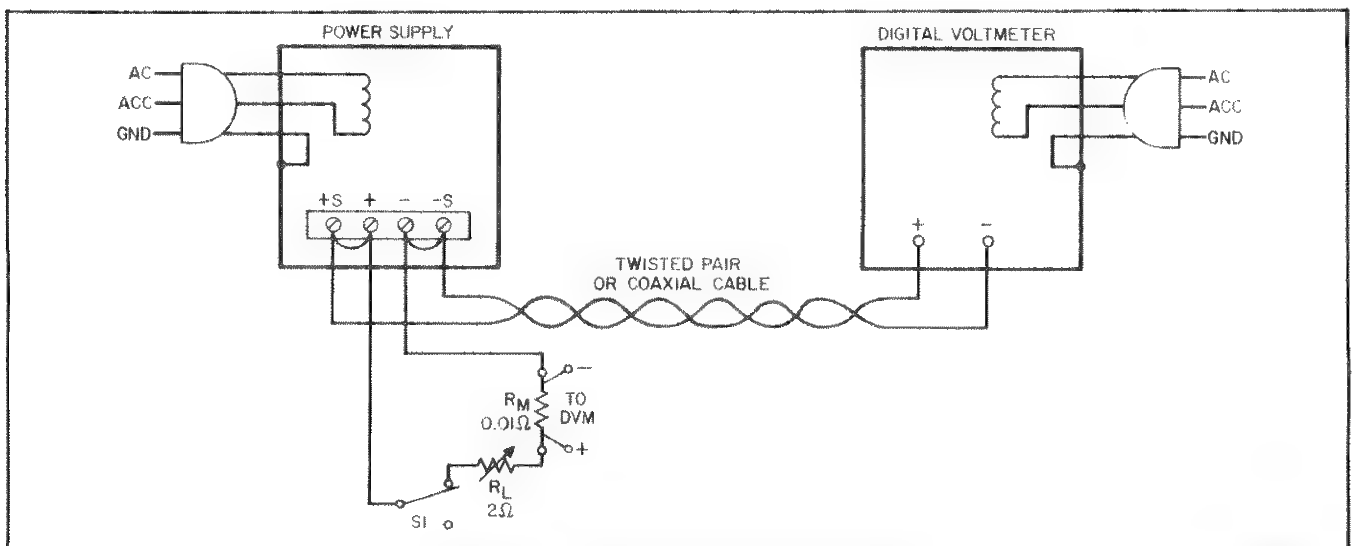 POWER SUPPLY
DIGITAL VOLTMETER
AC
ACC
GND
AC
ACC
GND
+S + - -S
+ -
TWISTED PAIR
OR COAXIAL CABLE
-
RM
0.01Ω
TO
DVM
+
RL
2Ω
S1